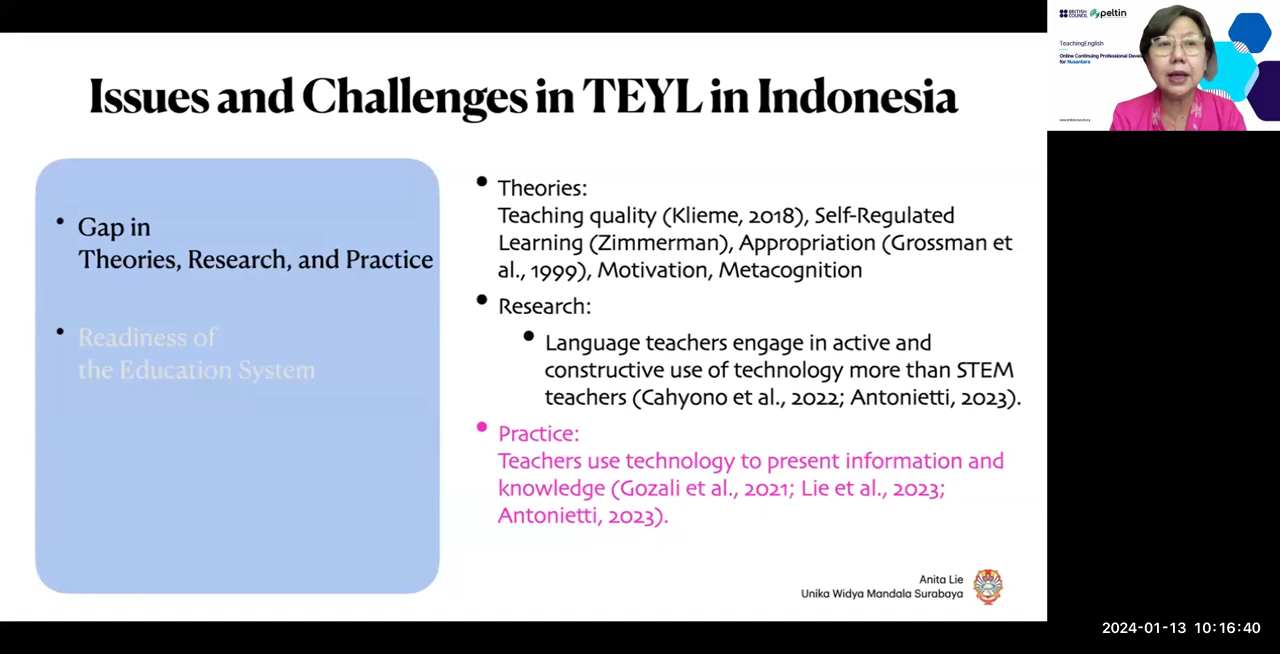 Issues and Challenges in TEYL in Indonesia
• Gap in
Theories, Research, and Practice
• Readiness of
the Education System
• Theories:
Teaching quality (Klieme, 2018), Self-Regulated
Learning (Zimmerman), Appropriation (Grossman et
al., 1999), Motivation, Metacognition
• Research:
• Language teachers engage in active and
constructive use of technology more than STEM
teachers (Cahyono et al., 2022; Antonietti, 2023).
• Practice:
Teachers use technology to present information and
knowledge (Gozali et al., 2021; Lie et al., 2023;
Antonietti, 2023).
Anita Lie
Unika Widya Mandala Surabaya
BRITISH
COUNCIL
peltin
TeachingEnglish
Online Continuing Professional
for Nusantara
www.britishcouncil.org
2024-01-13 10:16:40